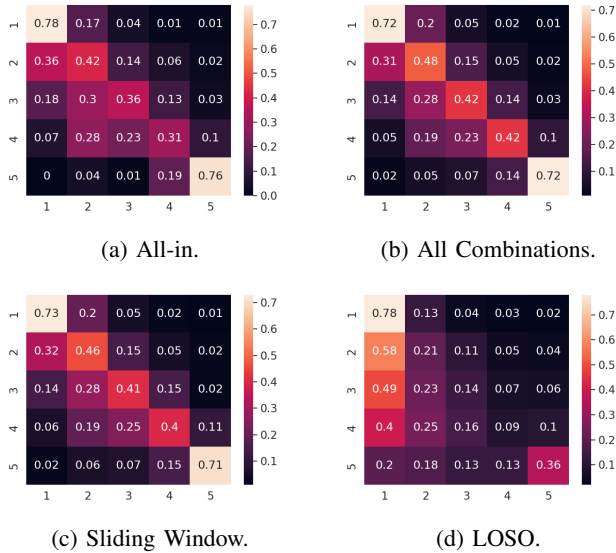 1 0.78 0.17 0.04 0.01 0.01
2 0.36 0.42 0.14 0.06 0.02
3 0.18 0.3 0.36 0.13 0.03
4 0.07 0.28 0.23 0.31 0.1
5 0 0.04 0.01 0.19 0.76
1 2 3 4 5
0.7
0.6
0.5
0.4
0.3
0.2
0.1
0.0
(a) All-in.
1 0.72 0.2 0.05 0.01 0.01
2 0.31 0.48 0.15 0.05 0.02
3 0.14 0.28 0.42 0.14 0.03
4 0.05 0.19 0.23 0.42 0.1
5 0.02 0.05 0.07 0.14 0.72
1 2 3 4 5
0.7
0.6
0.5
0.4
0.3
0.2
0.1
(b) All Combinations.
1 0.73 0.2 0.05 0.02 0.01
2 0.32 0.46 0.15 0.05 0.02
3 0.14 0.28 0.41 0.15 0.02
4 0.06 0.19 0.25 0.4 0.11
5 0.02 0.06 0.07 0.15 0.71
1 2 3 4 5
0.7
0.6
0.5
0.4
0.3
0.2
0.1
(c) Sliding Window.
1 0.78 0.13 0.04 0.03 0.02
2 0.58 0.21 0.11 0.05 0.04
3 0.49 0.23 0.14 0.07 0.06
4 0.4 0.25 0.16 0.09 0.1
5 0.2 0.18 0.13 0.13 0.36
1 2 3 4 5
0.7
0.6
0.5
0.4
0.3
0.2
0.1
(d) LOSO.